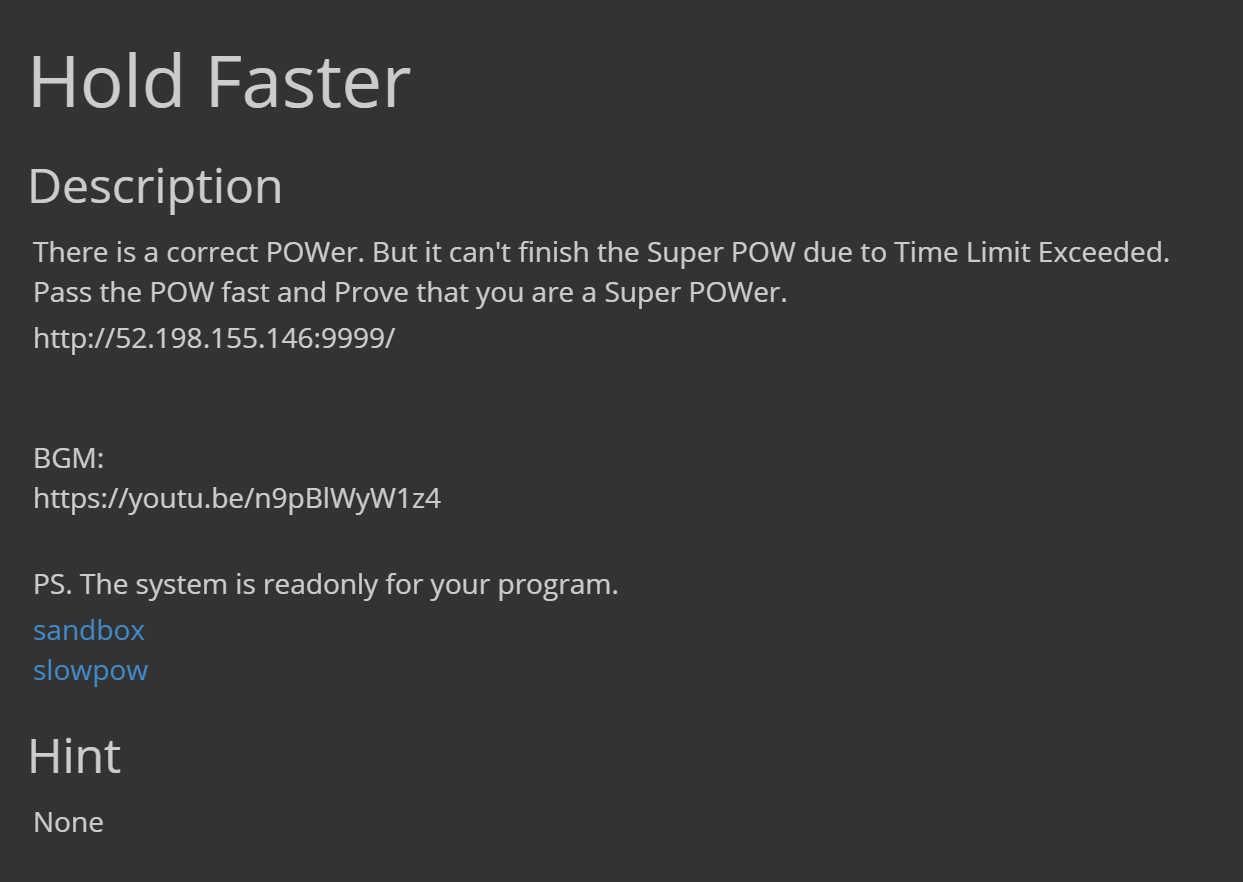 Hold Faster
Description
There is a correct POWer. But it can't finish the Super POW due to Time Limit Exceeded.
Pass the POW fast and Prove that you are a Super POWer.
http://52.198.155.146:9999/
BGM:
https://youtu.be/n9pBlWyW1z4
PS. The system is readonly for your program.
sandbox
slowpow
Hint
None